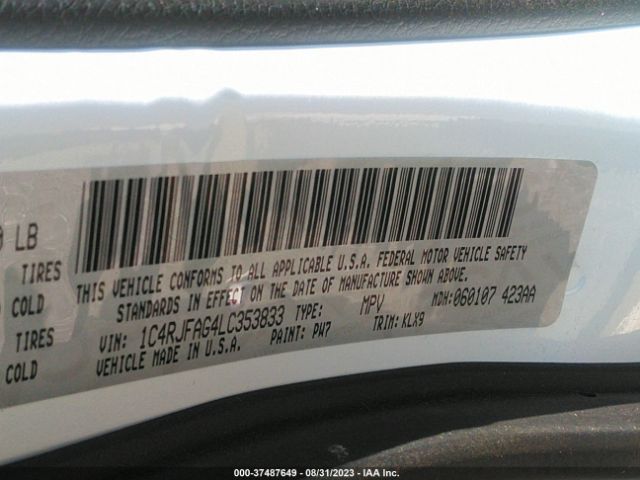 LB
TIRES
COLD
TIRES
COLD
THIS VEHICLE CONFORMS TO ALL APPLICABLE U.S.A. FEDERAL MOTOR VEHICLE SAFETY
STANDARDS IN EFFECT ON THE DATE OF MANUFACTURE SHOWN ABOVE.
VIN: 1C4RJFAG4LC353833 TYPE: MPV MDH:060107 423AA
VEHICLE MADE IN U.S.A. PAINT: PW7 TRIM: KLX9
000-37487649 - 08/31/2023 - IAA Inc.